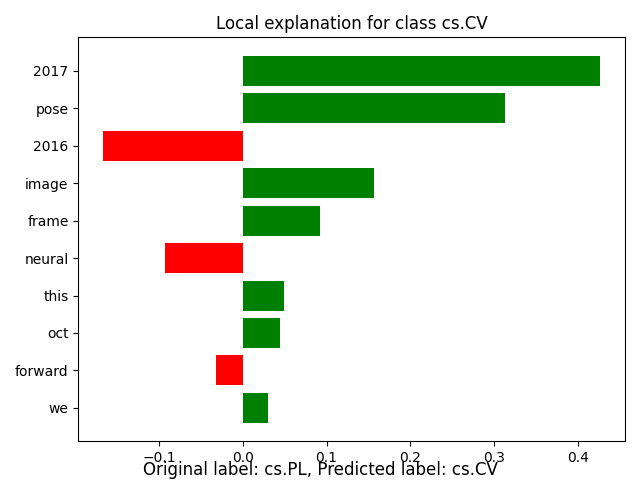 Local explanation for class cs.CV
2017
pose
2016
image
frame
neural
this
oct
forward
we
−0.1 0.0 0.1 0.2 0.3 0.4
Original label: cs.PL, Predicted label: cs.CV